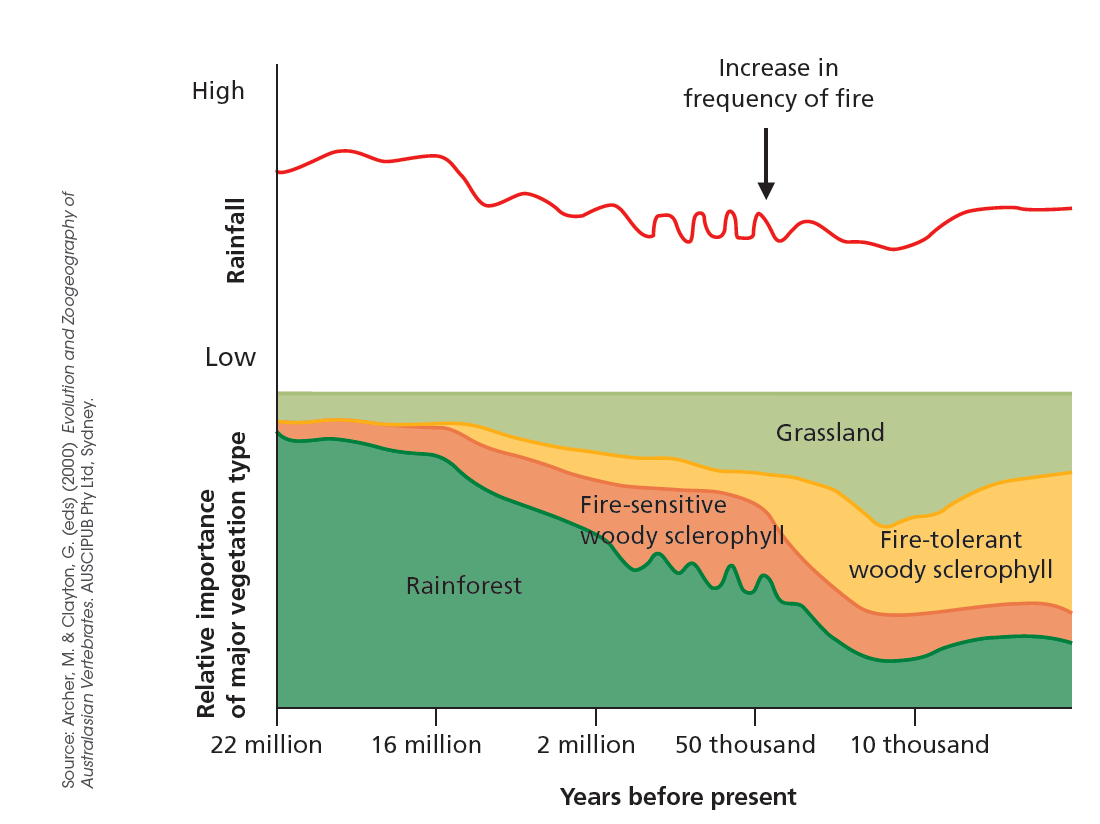 Increase in
frequency of fire
High
Rainfall
Low
Relative importance
of major vegetation type
Grassland
Fire-sensitive
woody sclerophyll
Fire-tolerant
woody sclerophyll
Rainforest
22 million
16 million
2 million
50 thousand
10 thousand
Years before present
Source: Archer, M. & Clayton, G. (eds) (2000) Evolution and Zoogeography of
Australasian Vertebrates. AUSCIPUB Pty Ltd, Sydney.